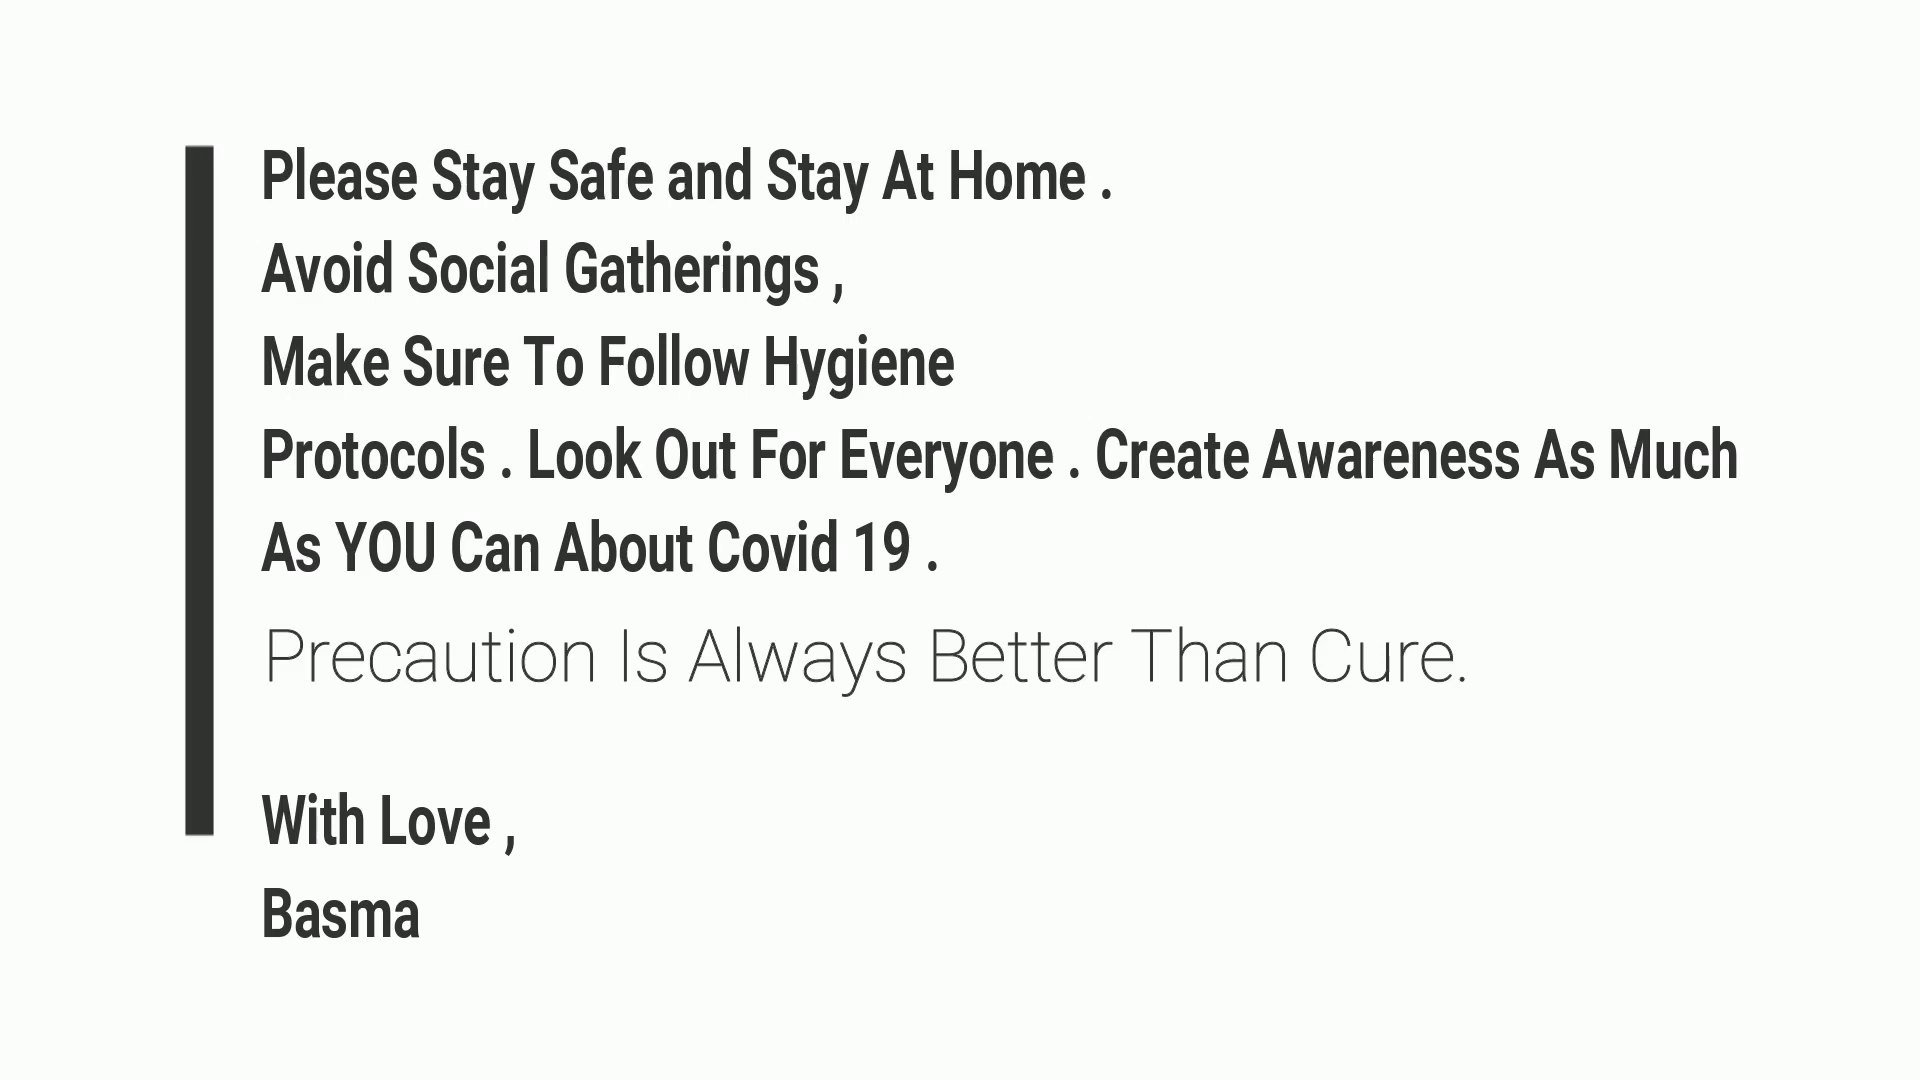 Please Stay Safe and Stay At Home .
Avoid Social Gatherings ,
Make Sure To Follow Hygiene
Protocols . Look Out For Everyone . Create Awareness As Much
As YOU Can About Covid 19 .
Precaution Is Always Better Than Cure.
With Love ,
Basma